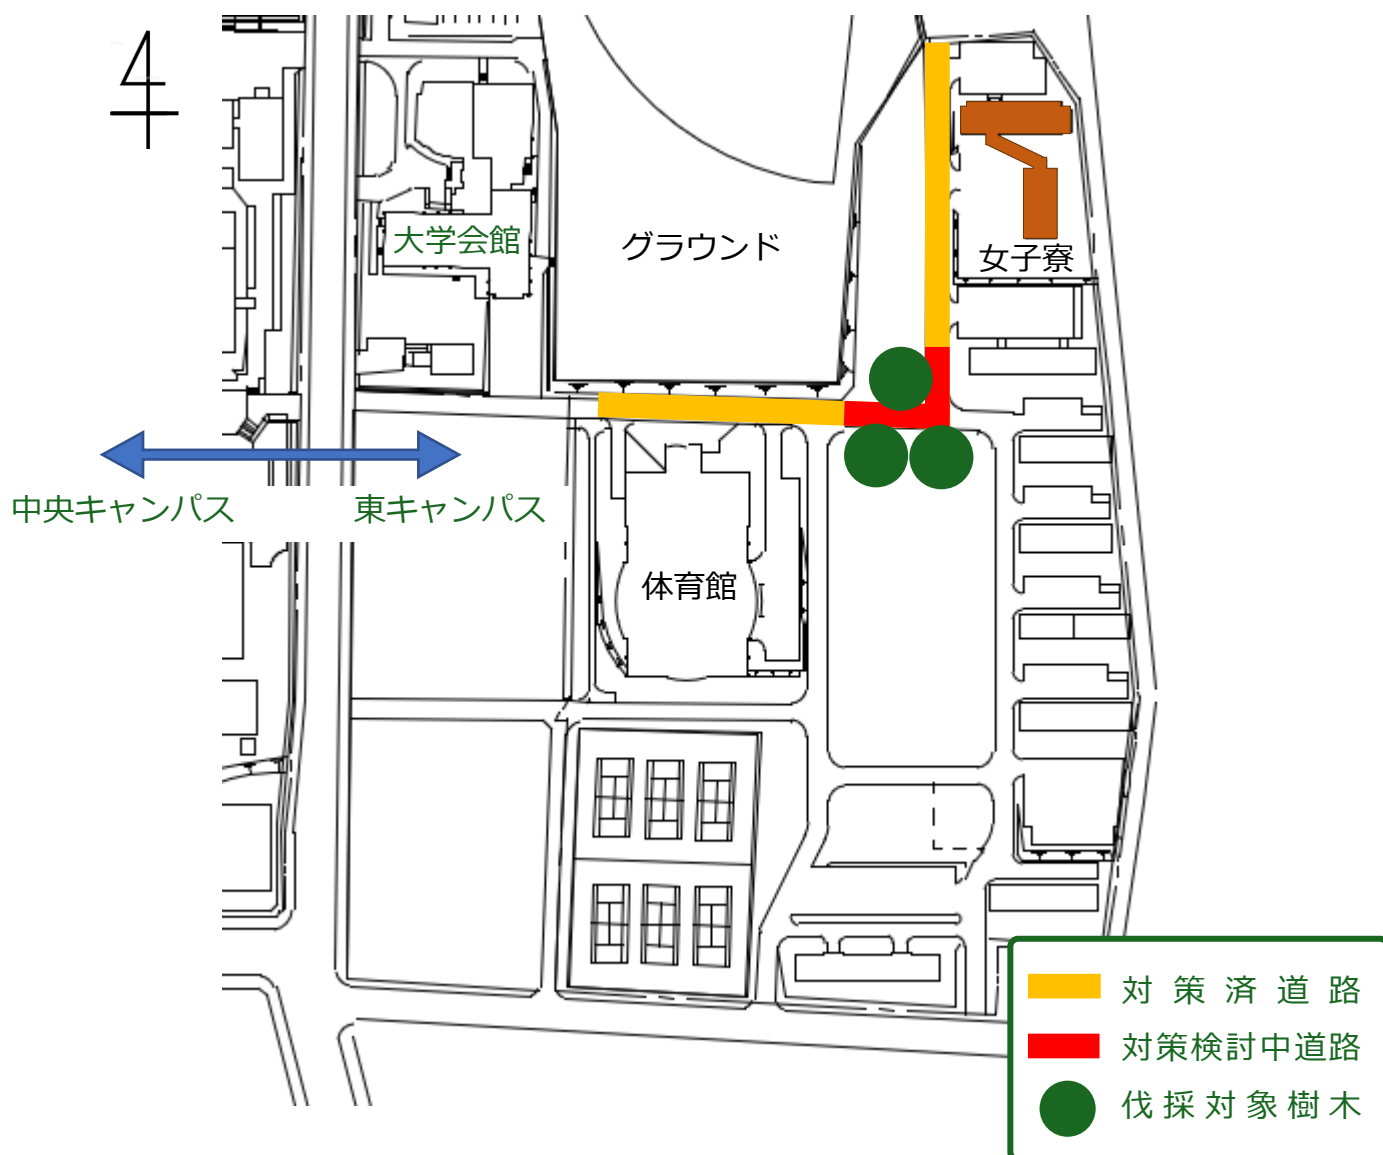 大学会館
グラウンド
女子寮
中央キャンパス
東キャンパス
体育館
対策済道路
対策検討中道路
伐採対象樹木